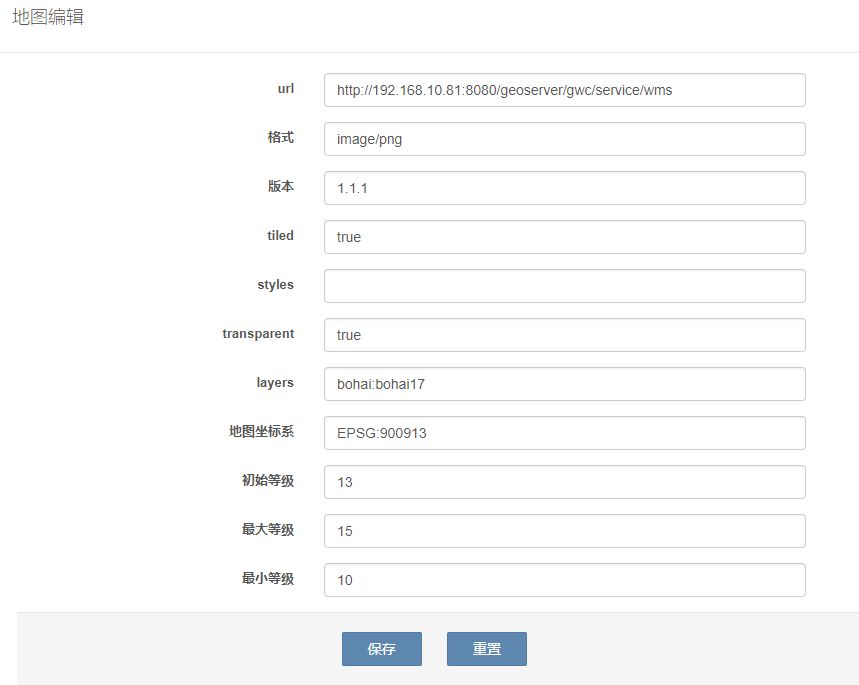 地图编辑
url http://192.168.10.81:8080/geoserver/gwc/service/wms
格式 image/png
版本 1.1.1
tiled true
styles
transparent true
layers bohai:bohai17
地图坐标系 EPSG:900913
初始等级 13
最大等级 15
最小等级 10
保存 重置